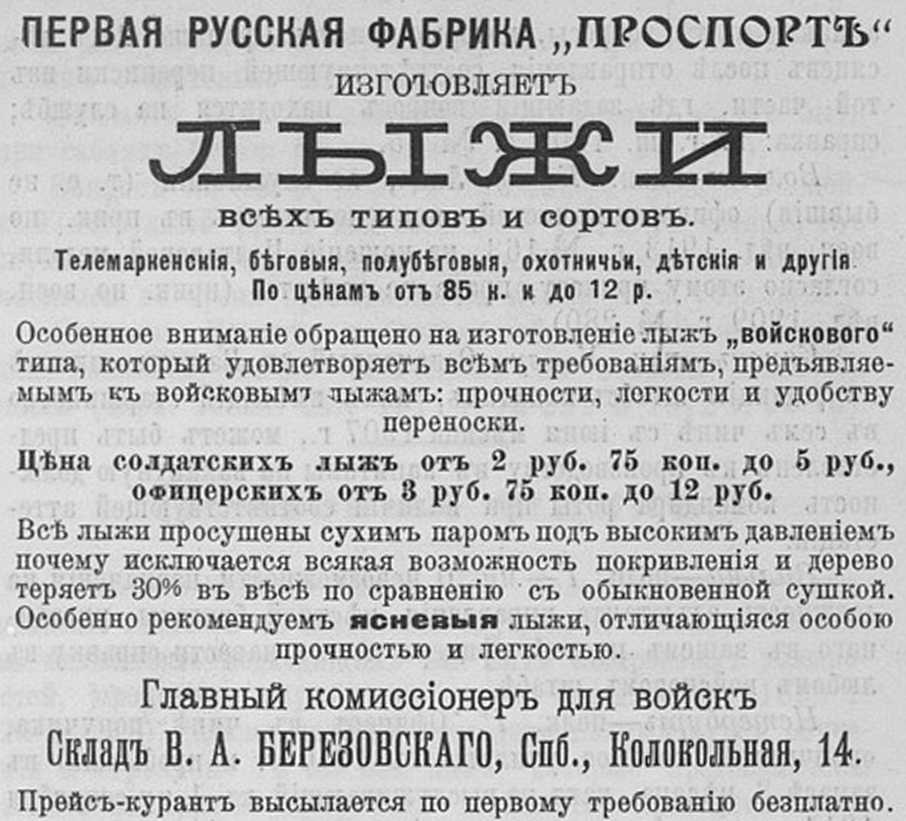 ПЕРВАЯ РУССКАЯ ФАБРИКА „ПРОСПОРТЪ“
ИЗГОТОВЛЯЕТЪ
ЛЫЖИ
всѣхъ типовъ и сортовъ.
Телемаркенскія, бѣговыя, полубѣговыя, охотничьи, дѣтскія и другія
По цѣнамъ отъ 85 к. и до 12 р.
Особенное вниманіе обращено на изготовленіе лыжъ „войскового“
типа, который удовлетворяетъ всѣмъ требованіямъ, предъявляе-
мымъ къ войсковымъ лыжамъ: прочности, легкости и удобству
переноски.
Цѣна солдатскихъ лыжъ отъ 2 руб. 75 коп. до 5 руб.,
офицерскихъ отъ 3 руб. 75 коп. до 12 руб.
Всѣ лыжи просушены сухимъ паромъ подъ высокимъ давленіемъ
почему исключается всякая возможность покривленія и дерево
теряетъ 30% въ вѣсѣ по сравненію съ обыкновенной сушкой.
Особенно рекомендуемъ ясневыя лыжи, отличающіяся особою
прочностью и легкостью.
Главный комиссіонеръ для войскъ
Складъ В. А. БЕРЕЗОВСКАГО, Спб., Колокольная, 14.
Прейсъ-курантъ высылается по первому требованію безплатно.